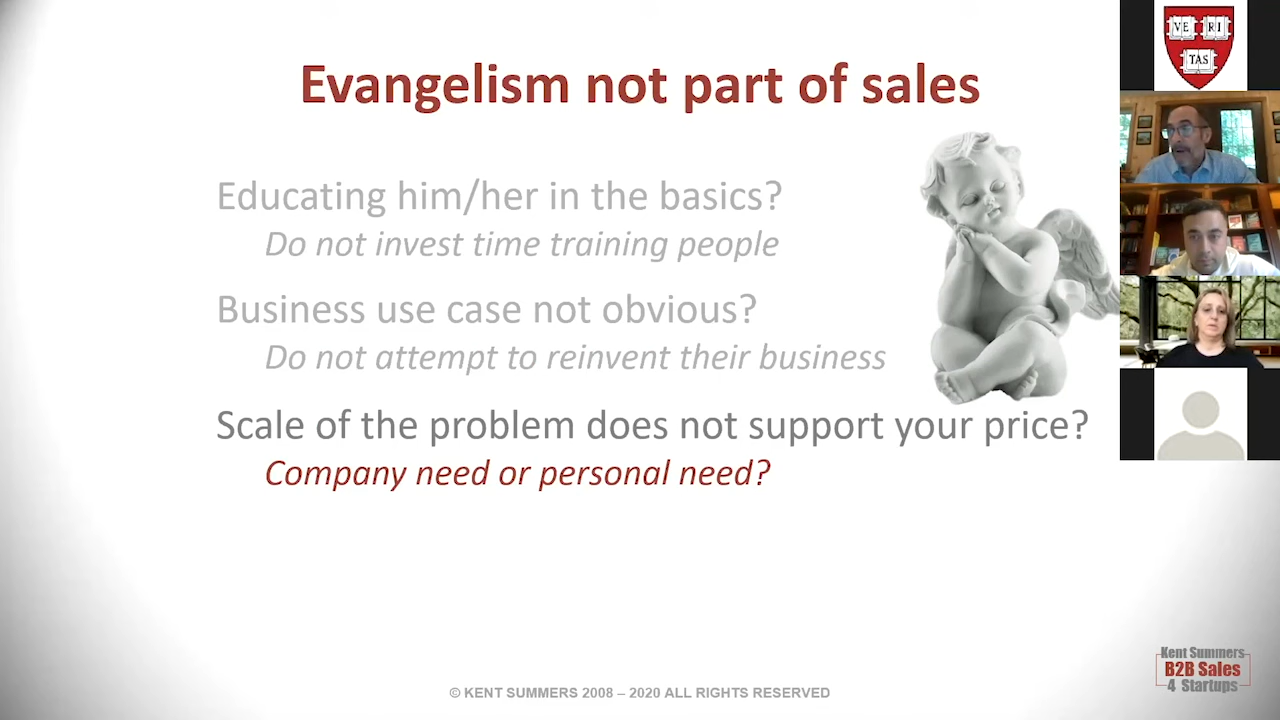 Evangelism not part of sales
Educating him/her in the basics?
Do not invest time training people
Business use case not obvious?
Do not attempt to reinvent their business
Scale of the problem does not support your price?
Company need or personal need?
© KENT SUMMERS 2008 – 2020 ALL RIGHTS RESERVED
VE RI
TAS
Kent Summers
B2B Sales
4 Startups